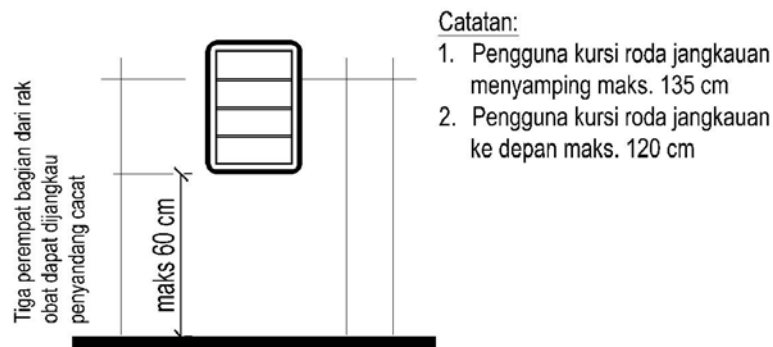 Catatan:
1. Pengguna kursi roda jangkauan
menyamping maks. 135 cm
2. Pengguna kursi roda jangkauan
ke depan maks. 120 cm
Tiga perempat bagian dari rak
obat dapat dijangkau
penyandang cacat
maks 60 cm